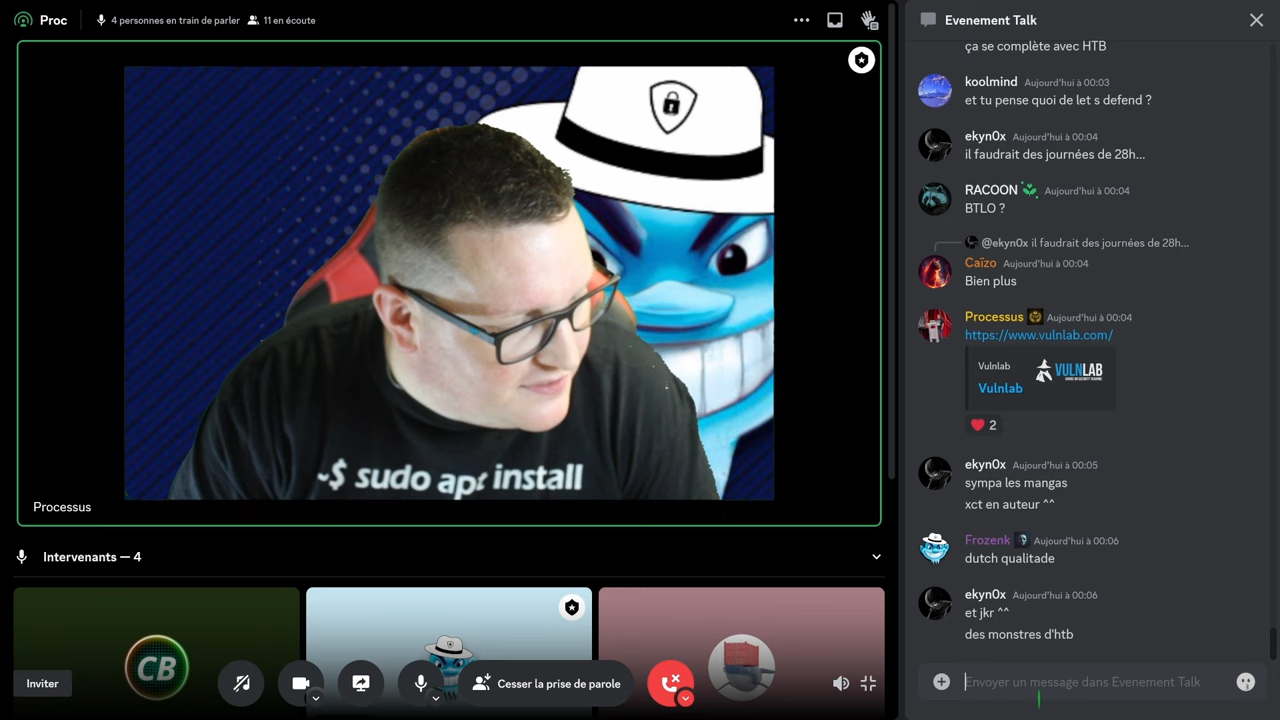 Proc
4 personnes en train de parler
11 en écoute
Evenement Talk
ça se complète avec HTB
koolmind Aujourd'hui à 00:03
et tu pense quoi de let s defend ?
ekyn0x Aujourd'hui à 00:04
il faudrait des journées de 28h...
RACOON Aujourd'hui à 00:04
BTLO ?
@ekyn0x il faudrait des journées de 28h...
Caïzo Aujourd'hui à 00:04
Bien plus
Processus Aujourd'hui à 00:04
https://www.vulnlab.com/
Vulnlab
VULNLAB
Vulnlab
2
ekyn0x Aujourd'hui à 00:05
sympa les mangas
xct en auteur ^^
Frozenk Aujourd'hui à 00:06
dutch qualitade
ekyn0x Aujourd'hui à 00:06
et jkr ^^
des monstres d'htb
Envoyer un message dans Evenement Talk
~$ sudo apt install
Processus
Intervenants — 4
CB
Inviter
Cesser la prise de parole